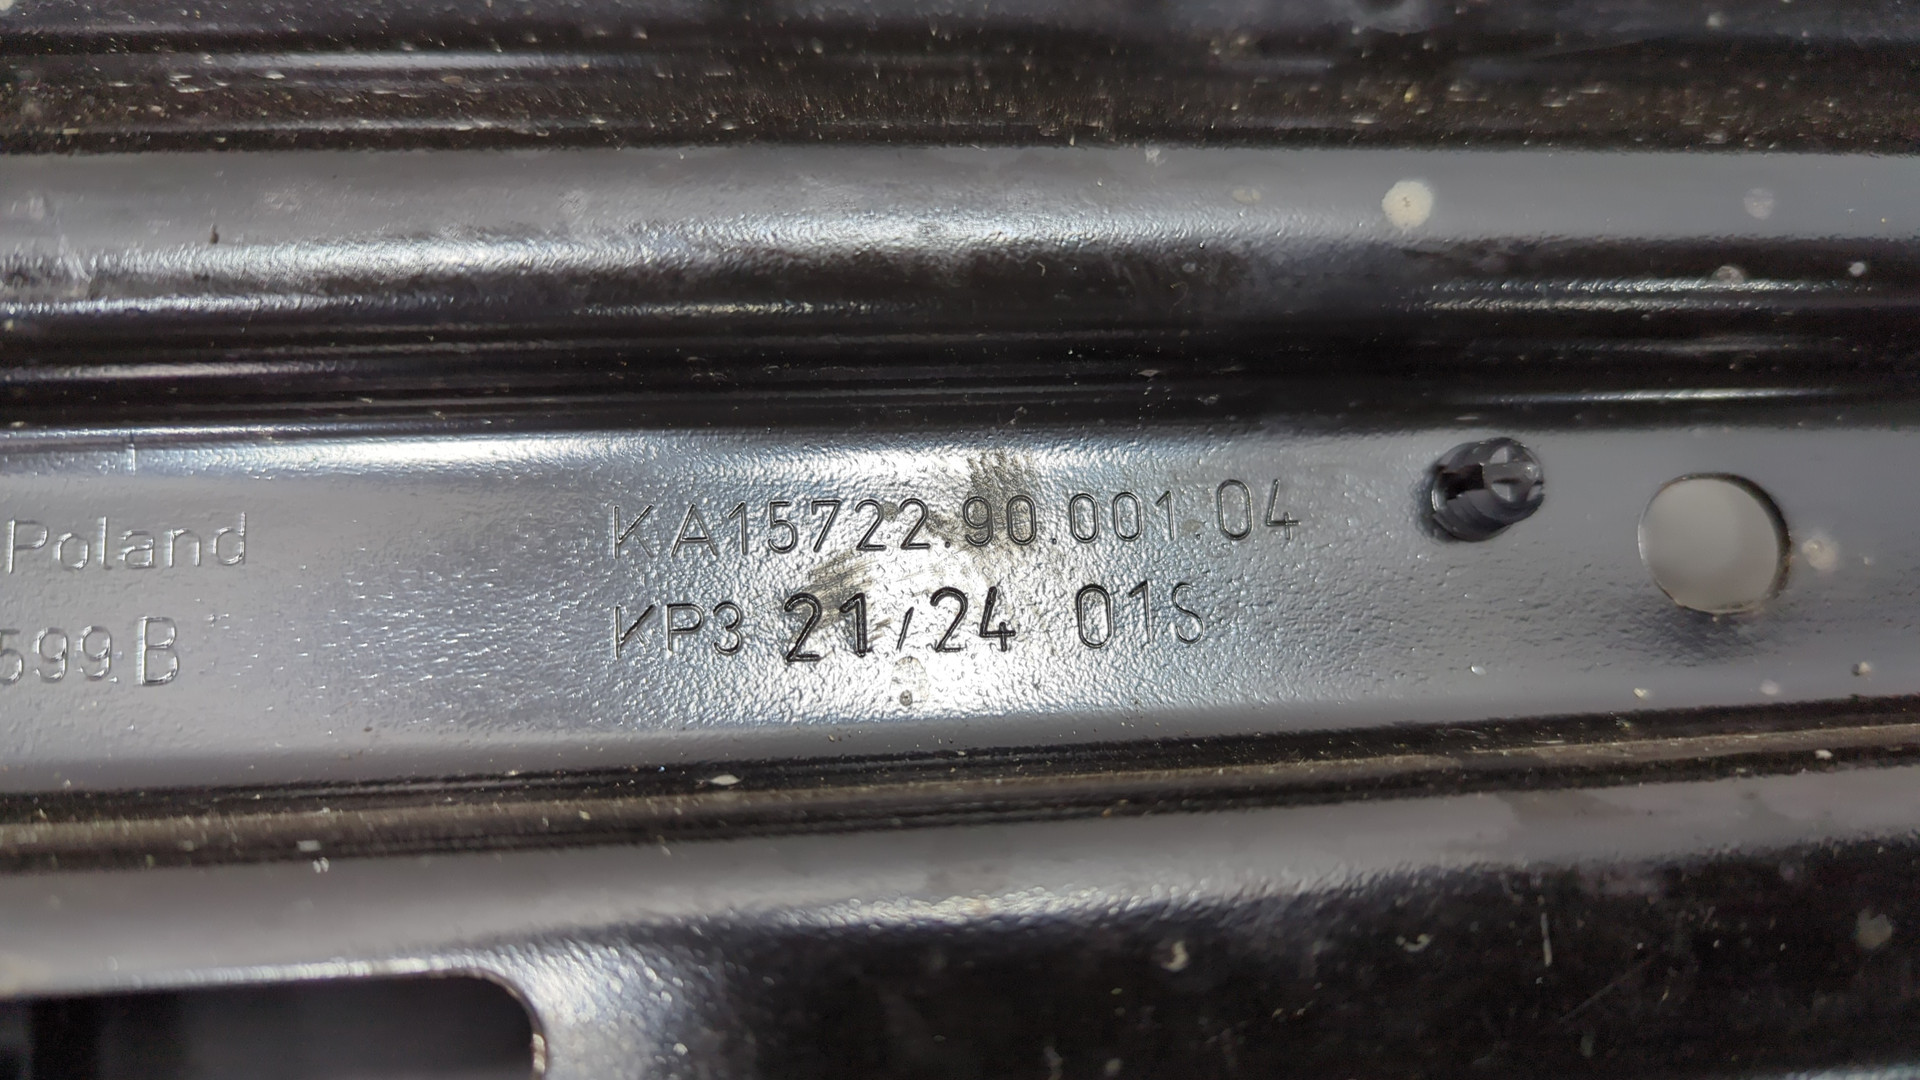 Poland
599.B
KA15722.90.001.04
KP3 21/24 01S